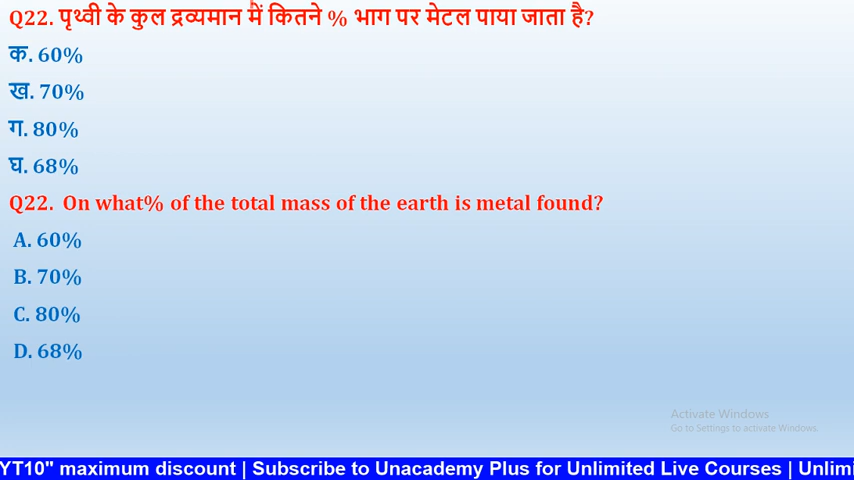 Q22. पृथ्वी के कुल द्रव्यमान में कितने % भाग पर मेटल पाया जाता है?
क. 60%
ख. 70%
ग. 80%
घ. 68%
Q22. On what% of the total mass of the earth is metal found?
A. 60%
B. 70%
C. 80%
D. 68%
Activate Windows
Go to Settings to activate Windows.
YT10" maximum discount | Subscribe to Unacademy Plus for Unlimited Live Courses | Unlimi